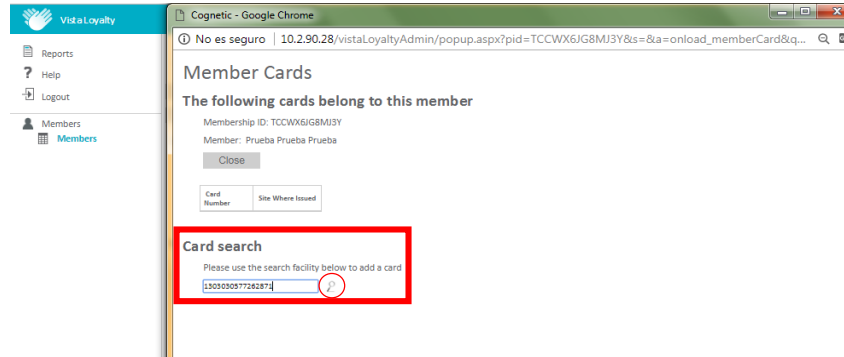 Vista Loyalty
Reports
Help
Logout
Members
Members
Cognetic - Google Chrome
No es seguro | 10.2.90.28/vistaLoyaltyAdmin/popup.aspx?pid=TCCWX6JG8MJ3Y&s=&a=onload_memberCard&q...
Member Cards
The following cards belong to this member
Membership ID: TCCWX6JG8MJ3Y
Member: Prueba Prueba Prueba
Close
Card Number
Site Where Issued
Card search
Please use the search facility below to add a card
1303030577262871